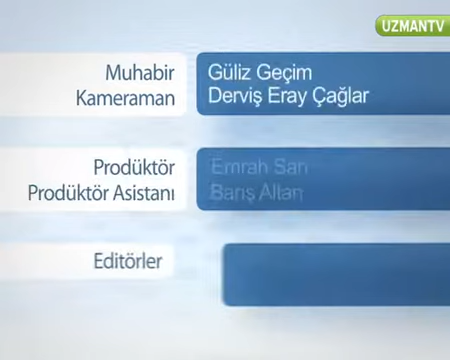 UZMANTV
Muhabir Güliz Geçim
Kameraman Derviş Eray Çağlar
Prodüktör Emrah Sarı
Prodüktör Asistanı Barış Altan
Editörler